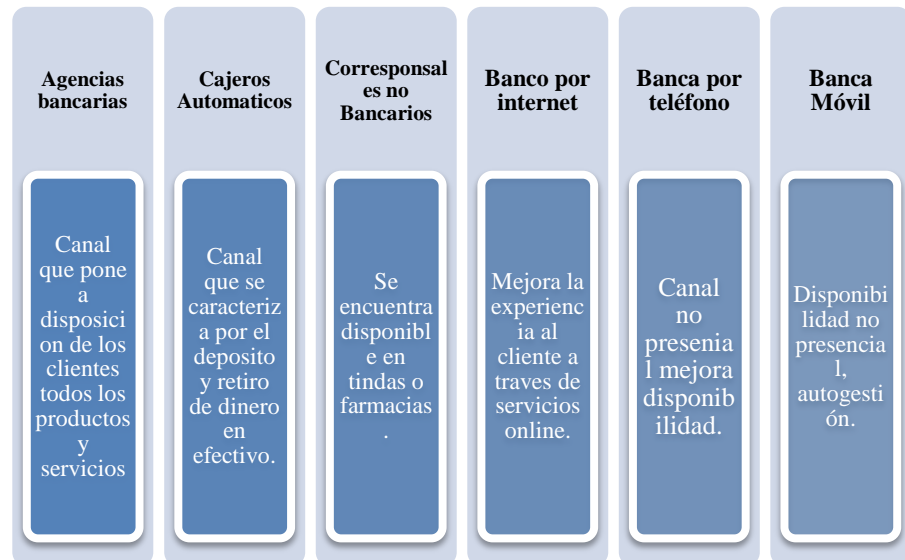 Agencias
bancarias
Canal
que pone
a
disposici
on de los
clientes
todos los
productos
y
servicios
Cajeros
Automaticos
Canal
que se
caracteriz
a por el
deposito
y retiro
de dinero
en
efectivo.
Corresponsal
es no
Bancarios
Se
encuentra
disponibl
e en
tindas o
farmacias
.
Banco por
internet
Mejora la
experienc
ia al
cliente a
traves de
servicios
online.
Banca por
teléfono
Canal
no
presenia
l mejora
disponib
ilidad.
Banca
Móvil
Disponibi
lidad no
presencia
l,
autogesti
ón.